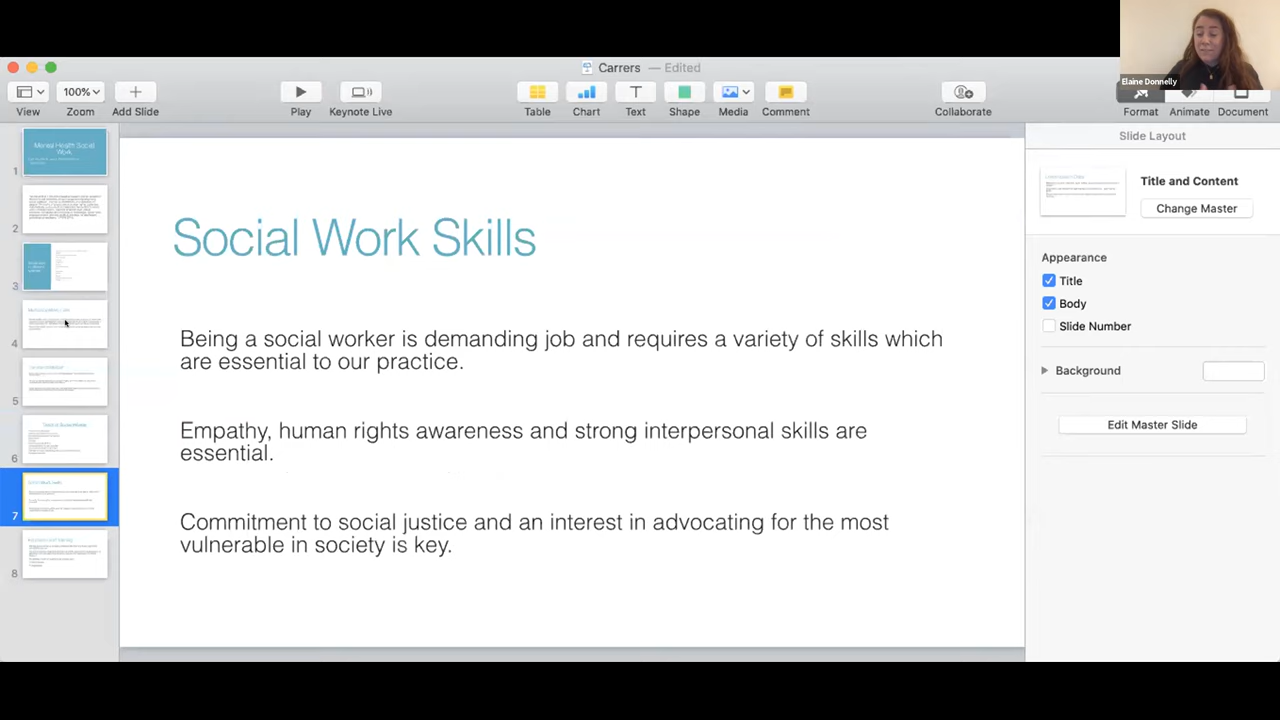 Elaine Donnelly
Carrers — Edited
100%
View Zoom Add Slide Play Keynote Live Table Chart Text Shape Media Comment Collaborate Format Animate Document
Slide Layout
Title and Content
Change Master
Appearance
Title
Body
Slide Number
Background
Edit Master Slide
Mental Health Social
Work
1
2
3
4
5
6
7
8
Social Work Skills
Being a social worker is demanding job and requires a variety of skills which
are essential to our practice.
Empathy, human rights awareness and strong interpersonal skills are
essential.
Commitment to social justice and an interest in advocating for the most
vulnerable in society is key.